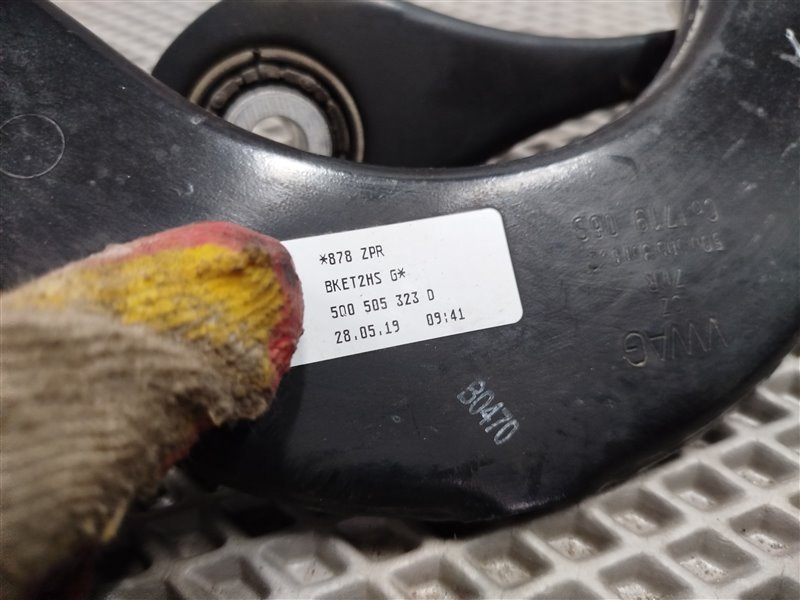 *878 ZPR
BKET2HS G*
5Q0 505 323 D
28.05.19 09:41
B0470
VWAG